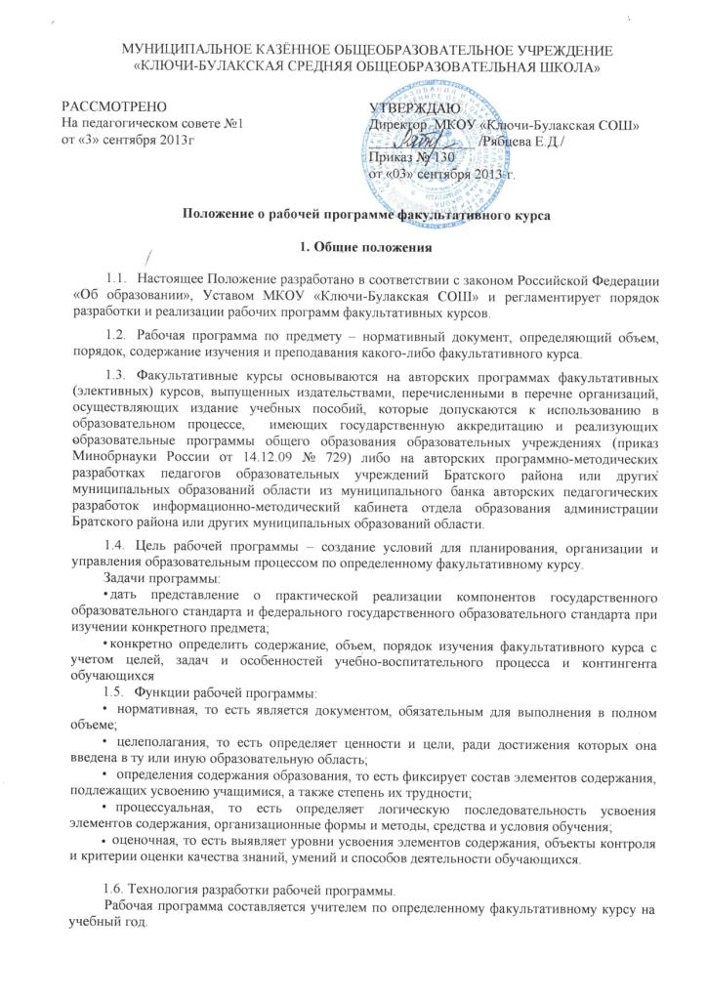 МУНИЦИПАЛЬНОЕ КАЗЁННОЕ ОБЩЕОБРАЗОВАТЕЛЬНОЕ УЧРЕЖДЕНИЕ
«КЛЮЧИ-БУЛАКСКАЯ СРЕДНЯЯ ОБЩЕОБРАЗОВАТЕЛЬНАЯ ШКОЛА»
РАССМОТРЕНО
На педагогическом совете №1
от «3» сентября 2013г
УТВЕРЖДАЮ
Директор МКОУ «Ключи-Булакская СОШ»
/Рябцева Е.Д./
Приказ № 130
от «03» сентября 2013 г.
Положение о рабочей программе факультативного курса
1. Общие положения
1.1. Настоящее Положение разработано в соответствии с законом Российской Федерации
«Об образовании», Уставом МКОУ «Ключи-Булакская СОШ» и регламентирует порядок
разработки и реализации рабочих программ факультативных курсов.
1.2. Рабочая программа по предмету – нормативный документ, определяющий объем,
порядок, содержание изучения и преподавания какого-либо факультативного курса.
1.3. Факультативные курсы основываются на авторских программах факультативных
(элективных) курсов, выпущенных издательствами, перечисленными в перечне организаций,
осуществляющих издание учебных пособий, которые допускаются к использованию в
образовательном процессе, имеющих государственную аккредитацию и реализующих
образовательные программы общего образования образовательных учреждениях (приказ
Минобрнауки России от 14.12.09 № 729) либо на авторских программно-методических
разработках педагогов образовательных учреждений Братского района или других
муниципальных образований области из муниципального банка авторских педагогических
разработок информационно-методический кабинета отдела образования администрации
Братского района или других муниципальных образований области.
1.4. Цель рабочей программы – создание условий для планирования, организации и
управления образовательным процессом по определенному факультативному курсу.
Задачи программы:
•дать представление о практической реализации компонентов государственного
образовательного стандарта и федерального государственного образовательного стандарта при
изучении конкретного предмета;
•конкретно определить содержание, объем, порядок изучения факультативного курса с
учетом целей, задач и особенностей учебно-воспитательного процесса и контингента
обучающихся
1.5. Функции рабочей программы:
• нормативная, то есть является документом, обязательным для выполнения в полном
объеме;
• целеполагания, то есть определяет ценности и цели, ради достижения которых она
введена в ту или иную образовательную область;
• определения содержания образования, то есть фиксирует состав элементов содержания,
подлежащих усвоению учащимися, а также степень их трудности;
• процессуальная, то есть определяет логическую последовательность усвоения
элементов содержания, организационные формы и методы, средства и условия обучения;
• оценочная, то есть выявляет уровни усвоения элементов содержания, объекты контроля
и критерии оценки качества знаний, умений и способов деятельности обучающихся.
1.6. Технология разработки рабочей программы.
Рабочая программа составляется учителем по определенному факультативному курсу на
учебный год.